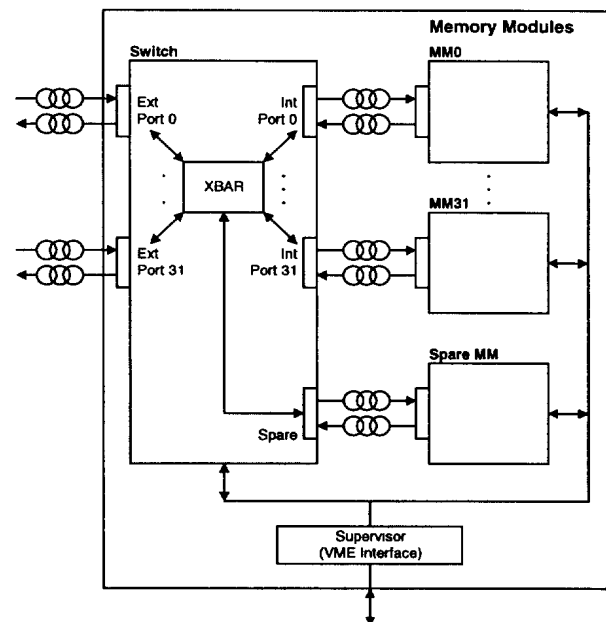 Memory Modules
Switch
MM0
Ext
Port 0
Int
Port 0
XBAR
MM31
Ext
Port 31
Int
Port 31
Spare MM
Spare
Supervisor
(VME Interface)